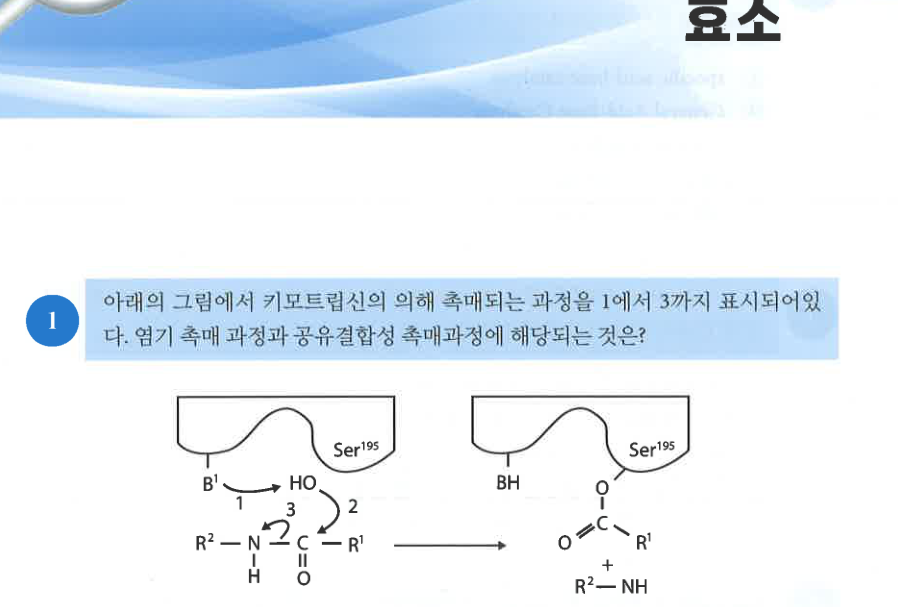 효소
1
아래의 그림에서 키모트립신의 의해 촉매되는 과정을 1에서 3까지 표시되어있
다. 염기 촉매 과정과 공유결합성 촉매과정에 해당되는 것은?
Ser¹⁹⁵
Ser¹⁹⁵
B¹ HO BH O
1 3 2
R² — N — C — R¹
H O
O C R¹
+
R² — NH